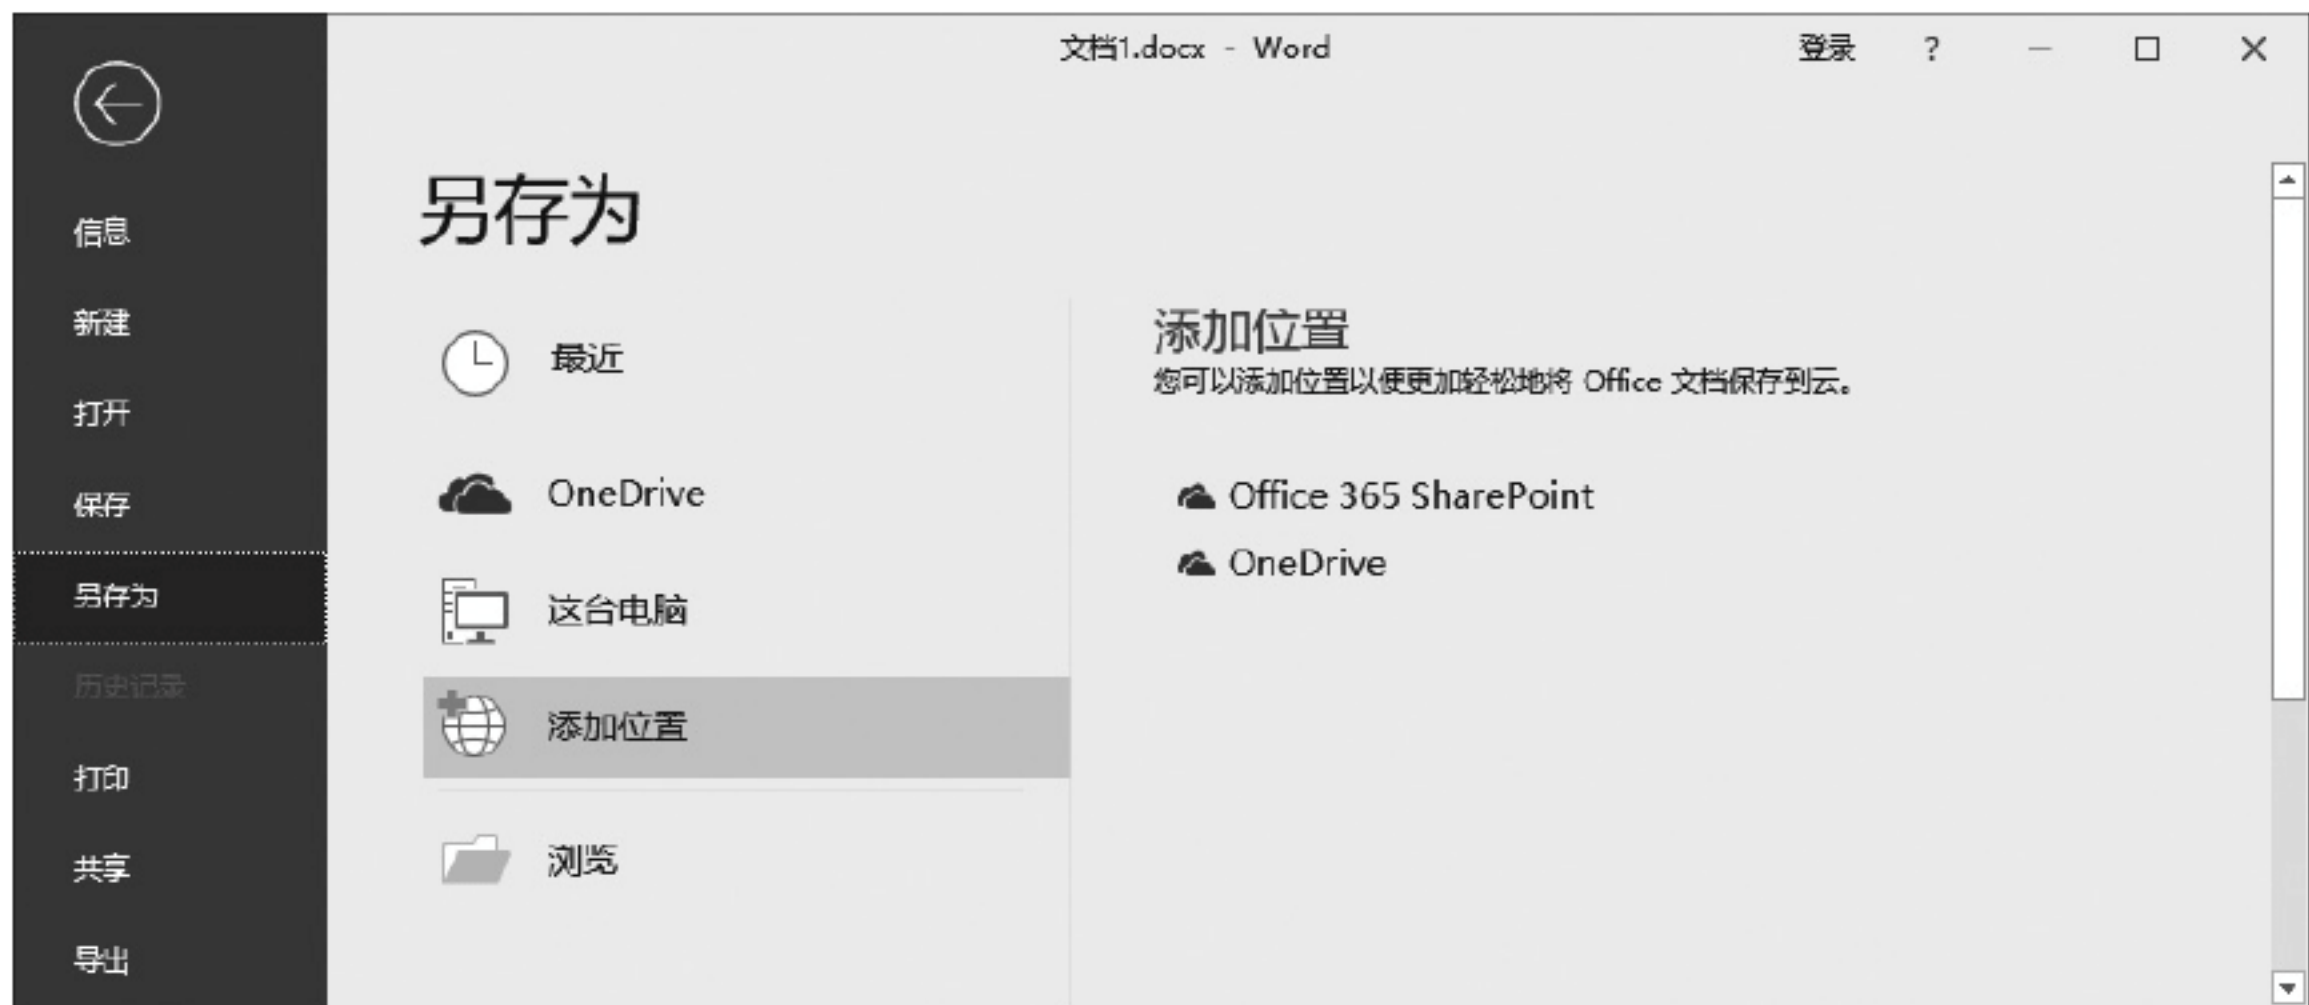 文档1.docx - Word
登录
?
信息
新建
打开
保存
另存为
历史记录
打印
共享
导出
另存为
最近
OneDrive
这台电脑
添加位置
浏览
添加位置
您可以添加位置以便更加轻松地将 Office 文档保存到云。
Office 365 SharePoint
OneDrive